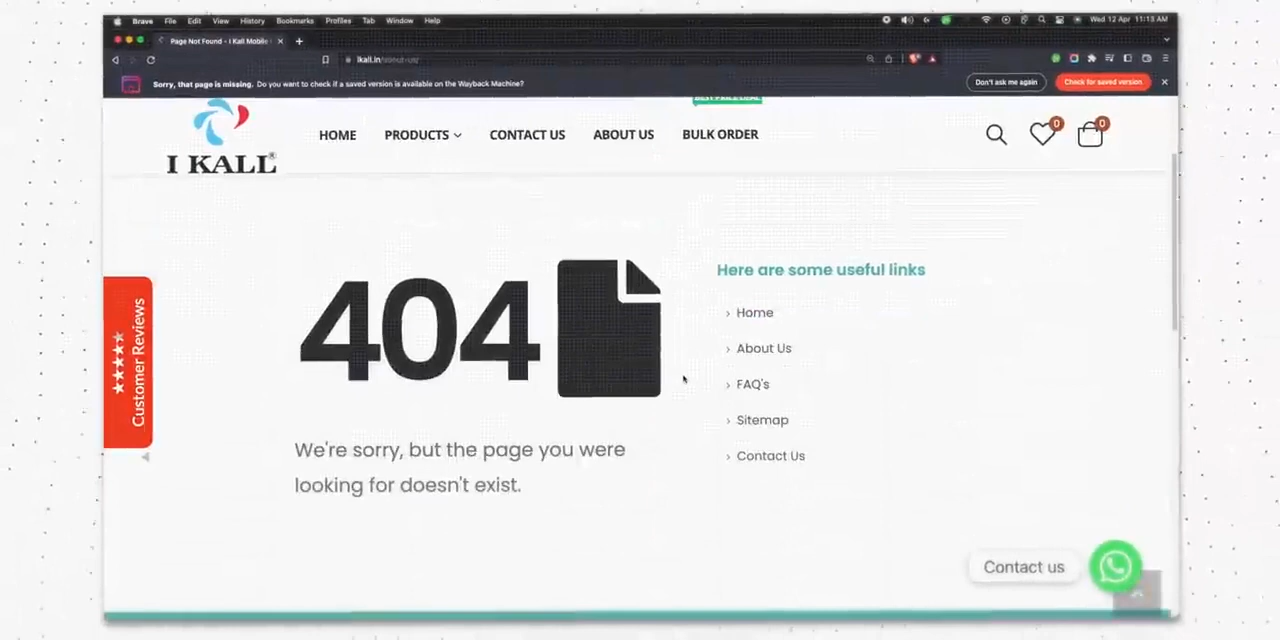 Brave File Edit View History Bookmarks Profiles Tab Window Help
Wed 12 Apr 11:13 AM
Page Not Found - I Kall Mobile
ikall.in/about-us/
Sorry, that page is missing. Do you want to check if a saved version is available on the Wayback Machine?
Don't ask me again
Check for saved version
I KALL®
HOME
PRODUCTS
CONTACT US
ABOUT US
BULK ORDER
0
0
Customer Reviews
404
We're sorry, but the page you were
looking for doesn't exist.
Here are some useful links
Home
About Us
FAQ's
Sitemap
Contact Us
Contact us